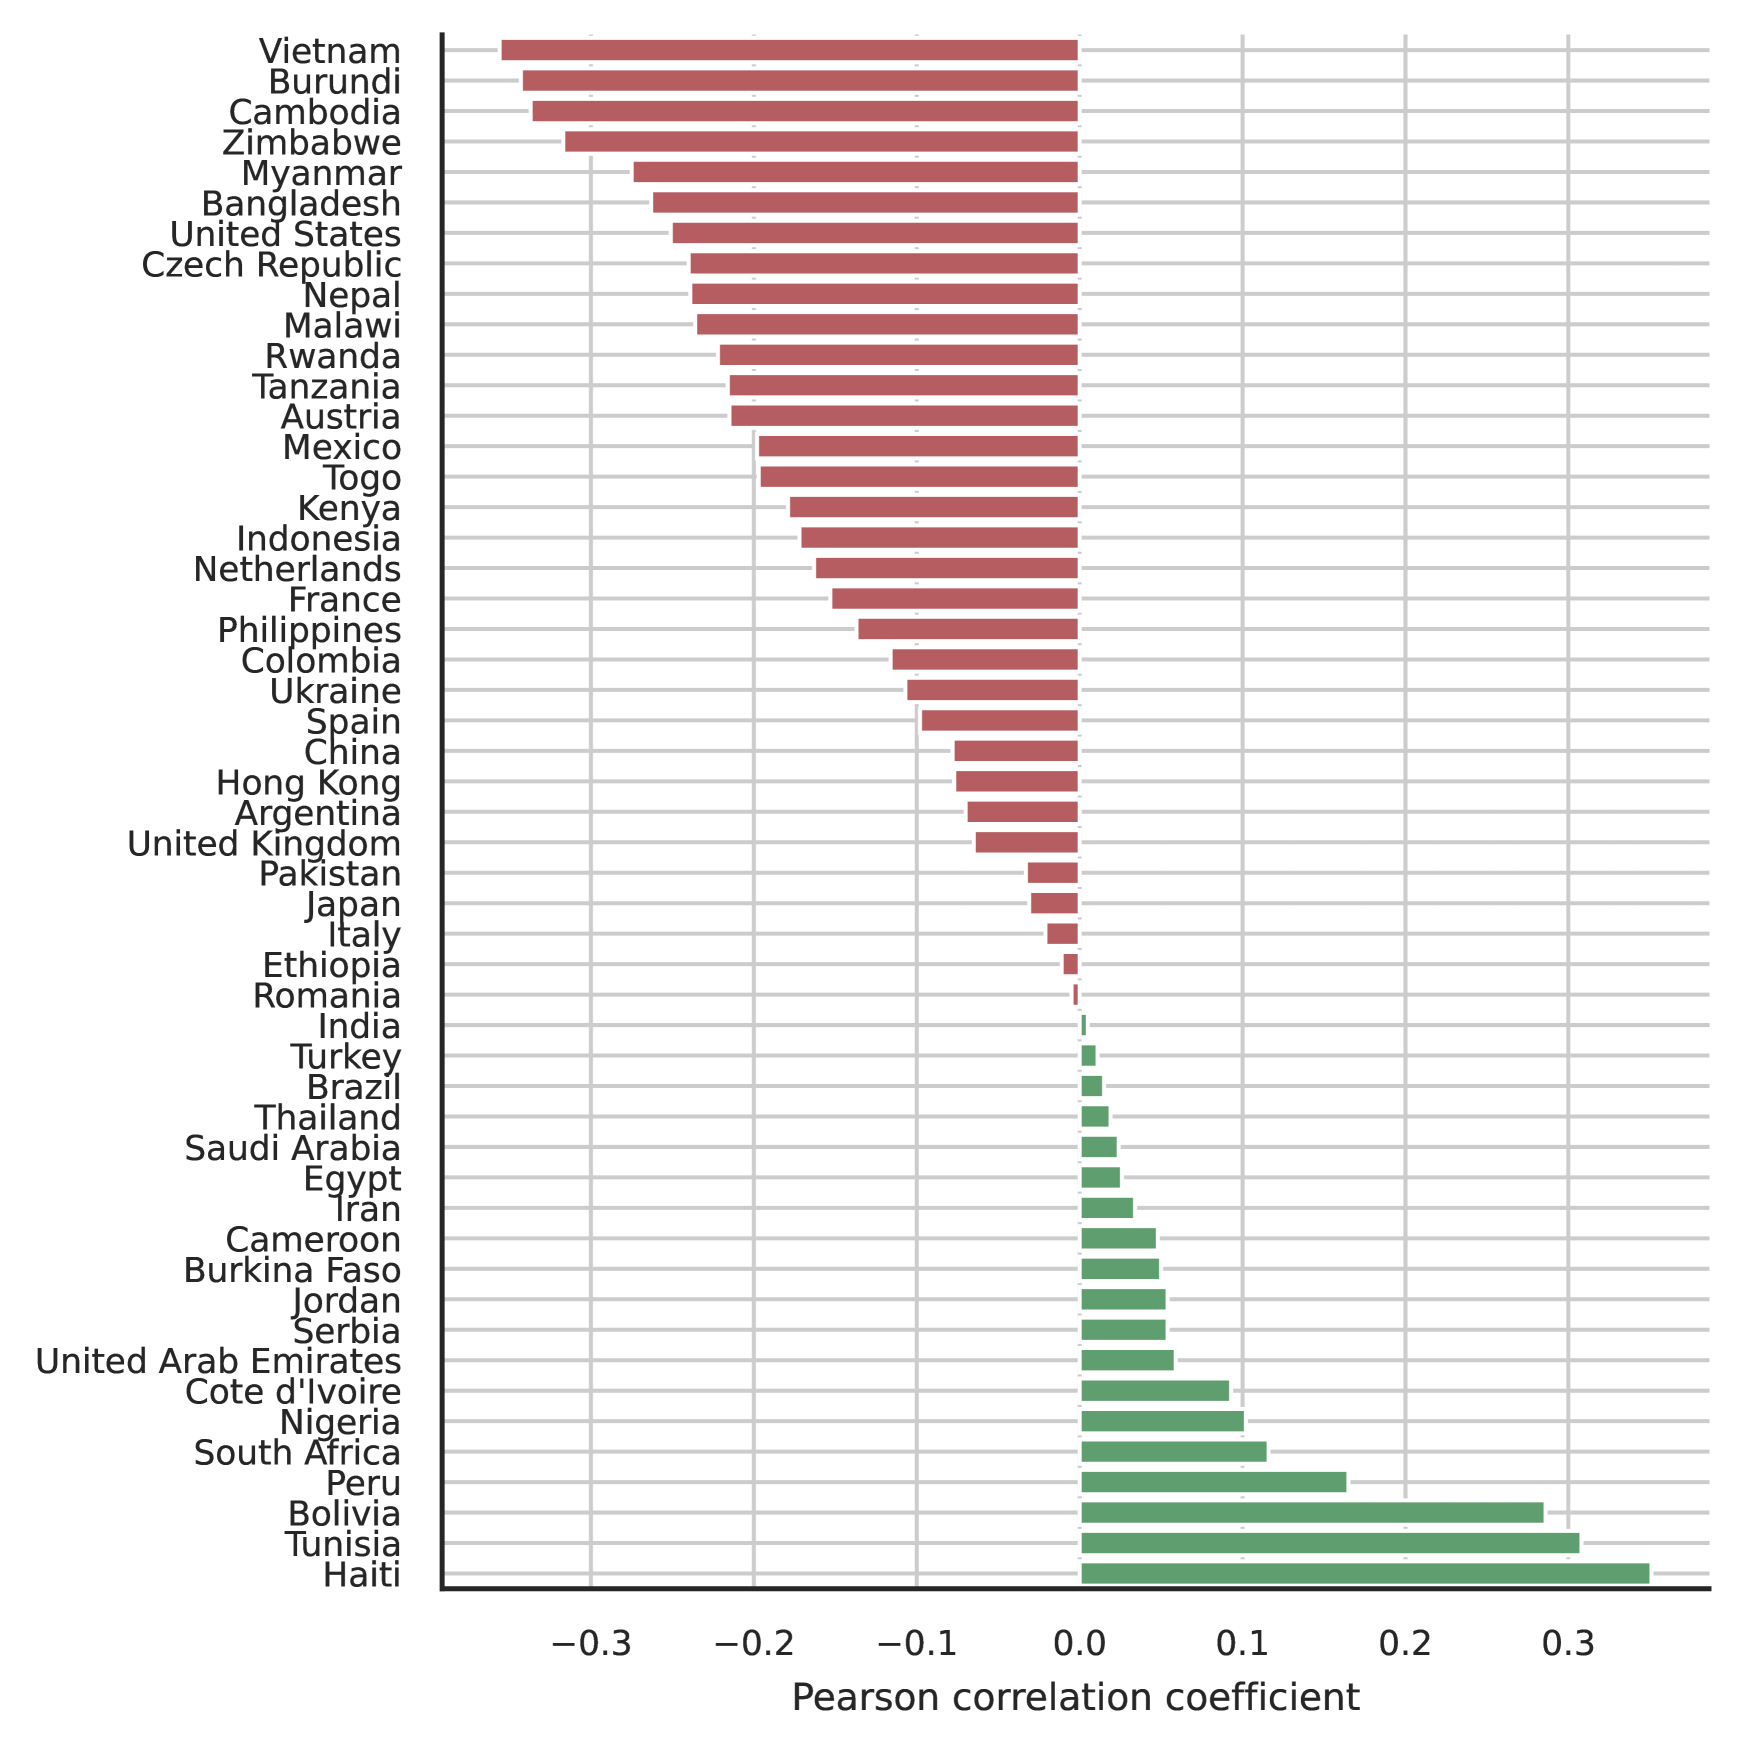 Vietnam
Burundi
Cambodia
Zimbabwe
Myanmar
Bangladesh
United States
Czech Republic
Nepal
Malawi
Rwanda
Tanzania
Austria
Mexico
Togo
Kenya
Indonesia
Netherlands
France
Philippines
Colombia
Ukraine
Spain
China
Hong Kong
Argentina
United Kingdom
Pakistan
Japan
Italy
Ethiopia
Romania
India
Turkey
Brazil
Thailand
Saudi Arabia
Egypt
Iran
Cameroon
Burkina Faso
Jordan
Serbia
United Arab Emirates
Cote d'Ivoire
Nigeria
South Africa
Peru
Bolivia
Tunisia
Haiti
−0.3 −0.2 −0.1 0.0 0.1 0.2 0.3
Pearson correlation coefficient